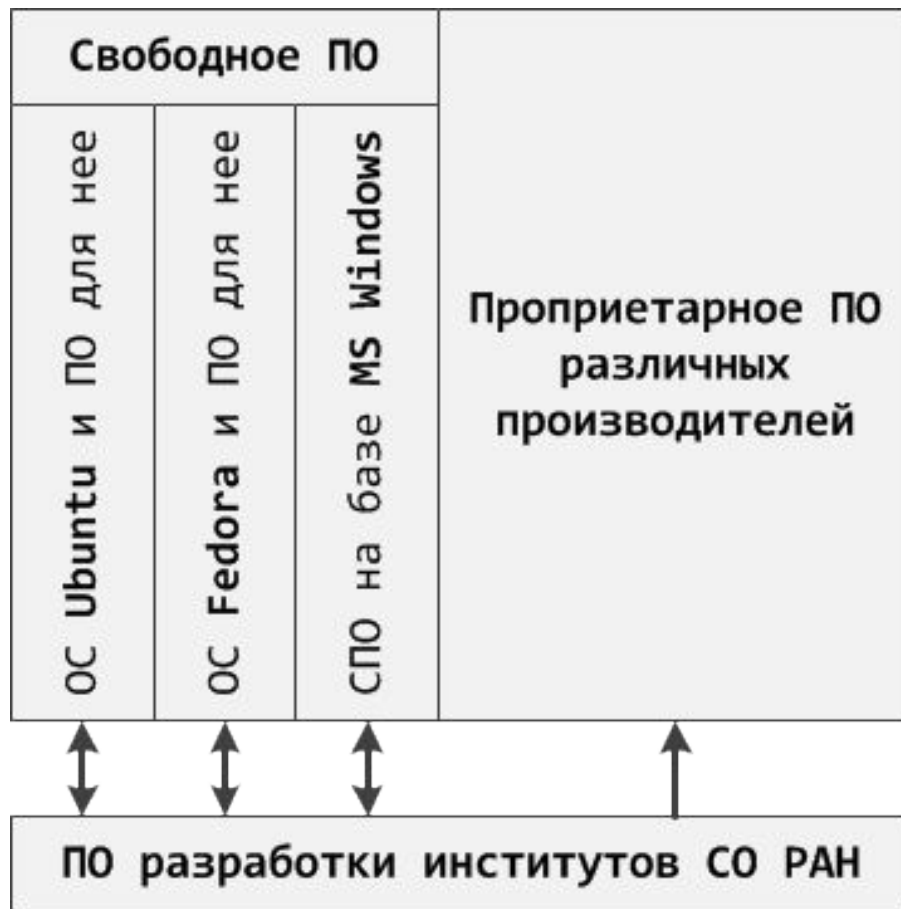 Свободное ПО
ОС Ubuntu и ПО для нее
ОС Fedora и ПО для нее
СПО на базе MS Windows
Проприетарное ПО
различных
производителей
ПО разработки институтов СО РАН